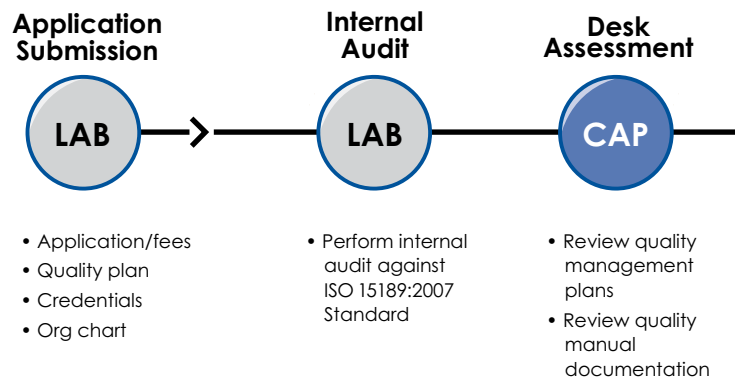 Application
Submission
LAB
• Application/fees
• Quality plan
• Credentials
• Org chart
Internal
Audit
LAB
• Perform internal
audit against
ISO 15189:2007
Standard
Desk
Assessment
CAP
• Review quality
management
plans
• Review quality
manual
documentation